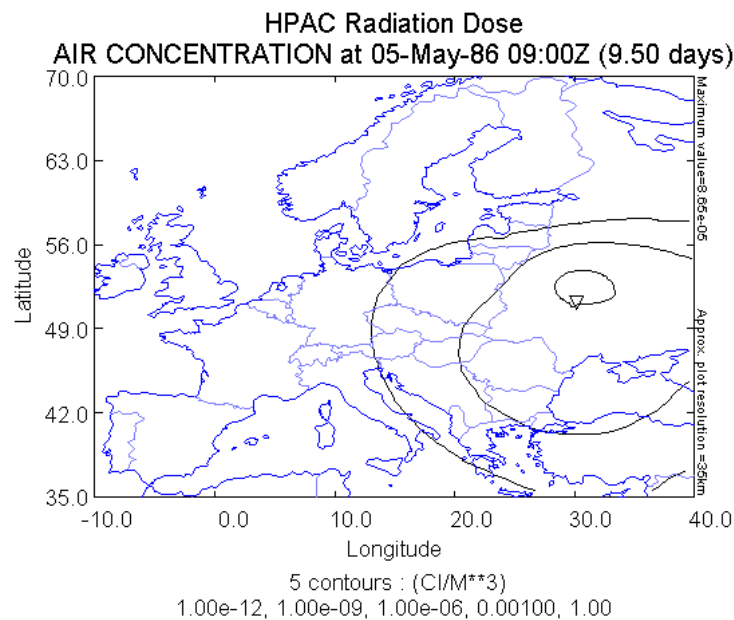 HPAC Radiation Dose
AIR CONCENTRATION at 05-May-86 09:00Z (9.50 days)
70.0
63.0
56.0
49.0
42.0
35.0
Latitude
-10.0 0.0 10.0 20.0 30.0 40.0
Longitude
Maximum value=8.66e-06
Approx. plot resolution =35km
5 contours : (CI/M**3)
1.00e-12, 1.00e-09, 1.00e-06, 0.00100, 1.00